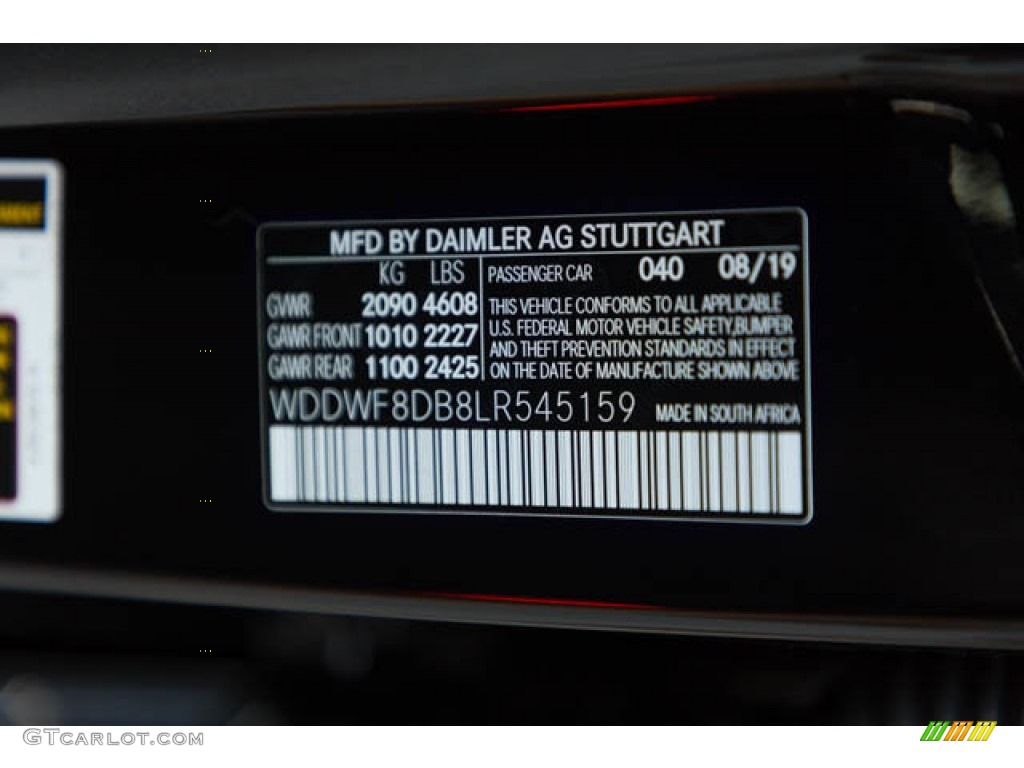 MFD BY DAIMLER AG STUTTGART
KG LBS PASSENGER CAR 040 08/19
GVWR 2090 4608 THIS VEHICLE CONFORMS TO ALL APPLICABLE
GAWR FRONT 1010 2227 U.S. FEDERAL MOTOR VEHICLE SAFETY, BUMPER
AND THEFT PREVENTION STANDARDS IN EFFECT
GAWR REAR 1100 2425 ON THE DATE OF MANUFACTURE SHOWN ABOVE
WDDWF8DB8LR545159 MADE IN SOUTH AFRICA
GTCARLOT.COM